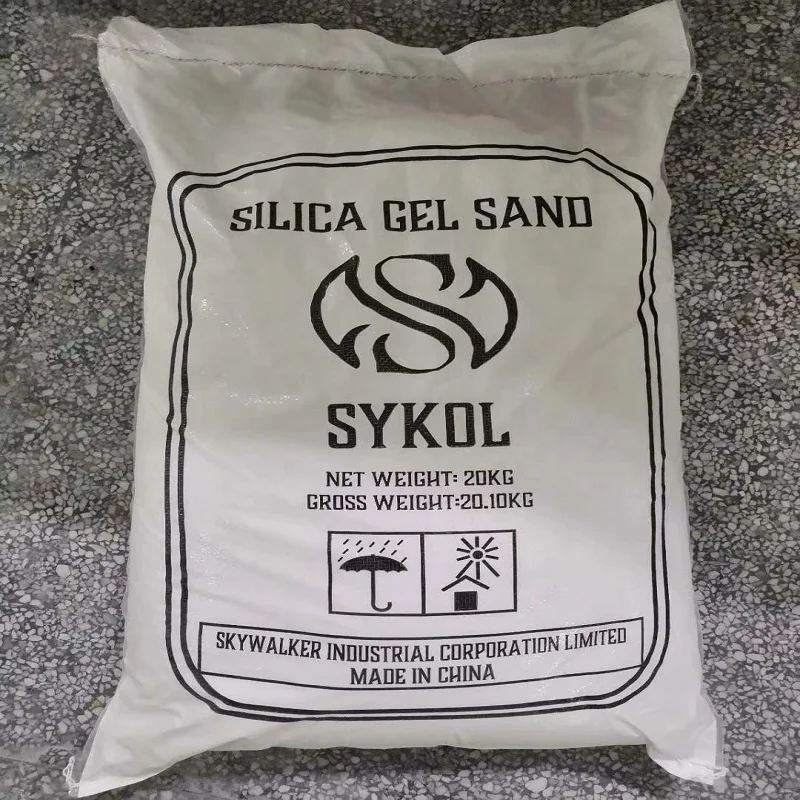 SILICA GEL SAND
SYKOL
NET WEIGHT: 20KG
GROSS WEIGHT:20.10KG
SKYWALKER INDUSTRIAL CORPORATION LIMITED
MADE IN CHINA